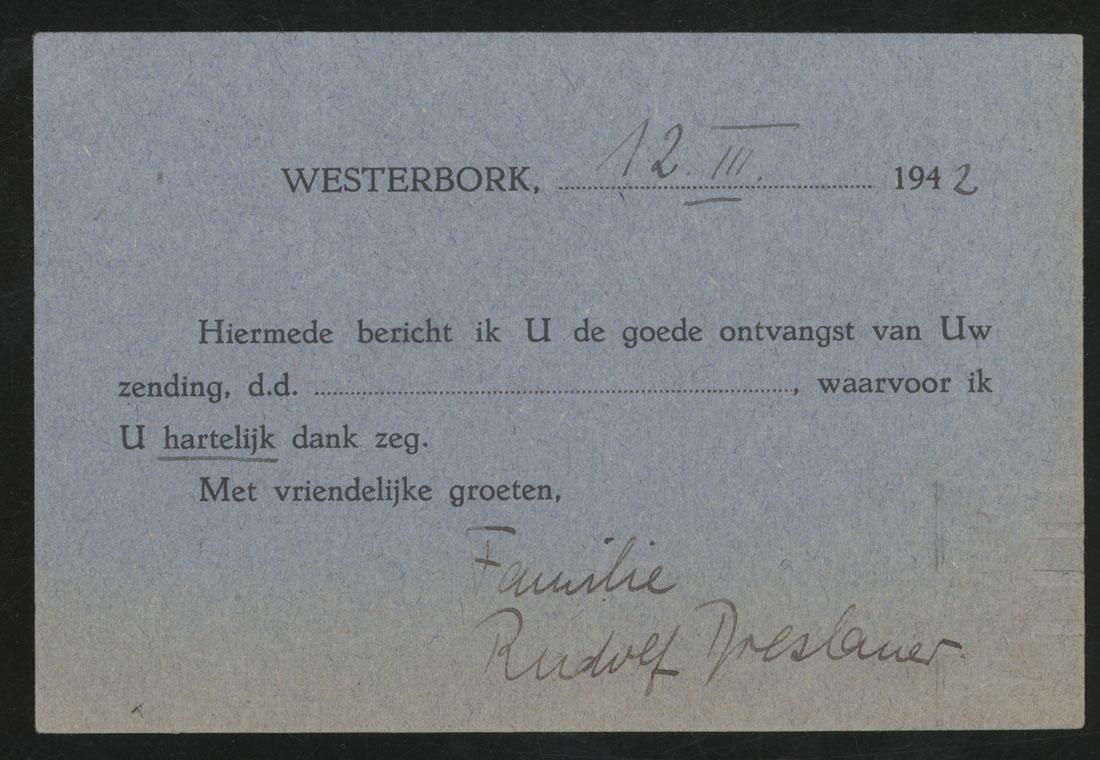 WESTERBORK, 12. III. 1942
Hiermede bericht ik U de goede ontvangst van Uw
zending, d.d. ........................, waarvoor ik
U hartelijk dank zeg.
Met vriendelijke groeten,
Familie
Rudolf Breslauer